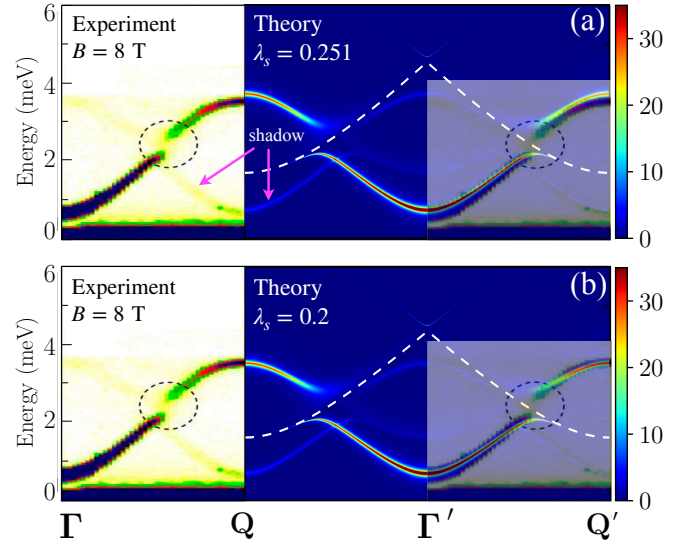 6
Experiment
B = 8 T
Theory
λs = 0.251
(a)
30
4
shadow
20
2
10
0
0
Energy (meV)
6
Experiment
B = 8 T
Theory
λs = 0.2
(b)
30
4
20
2
10
0
0
Energy (meV)
Γ Q Γ′ Q′